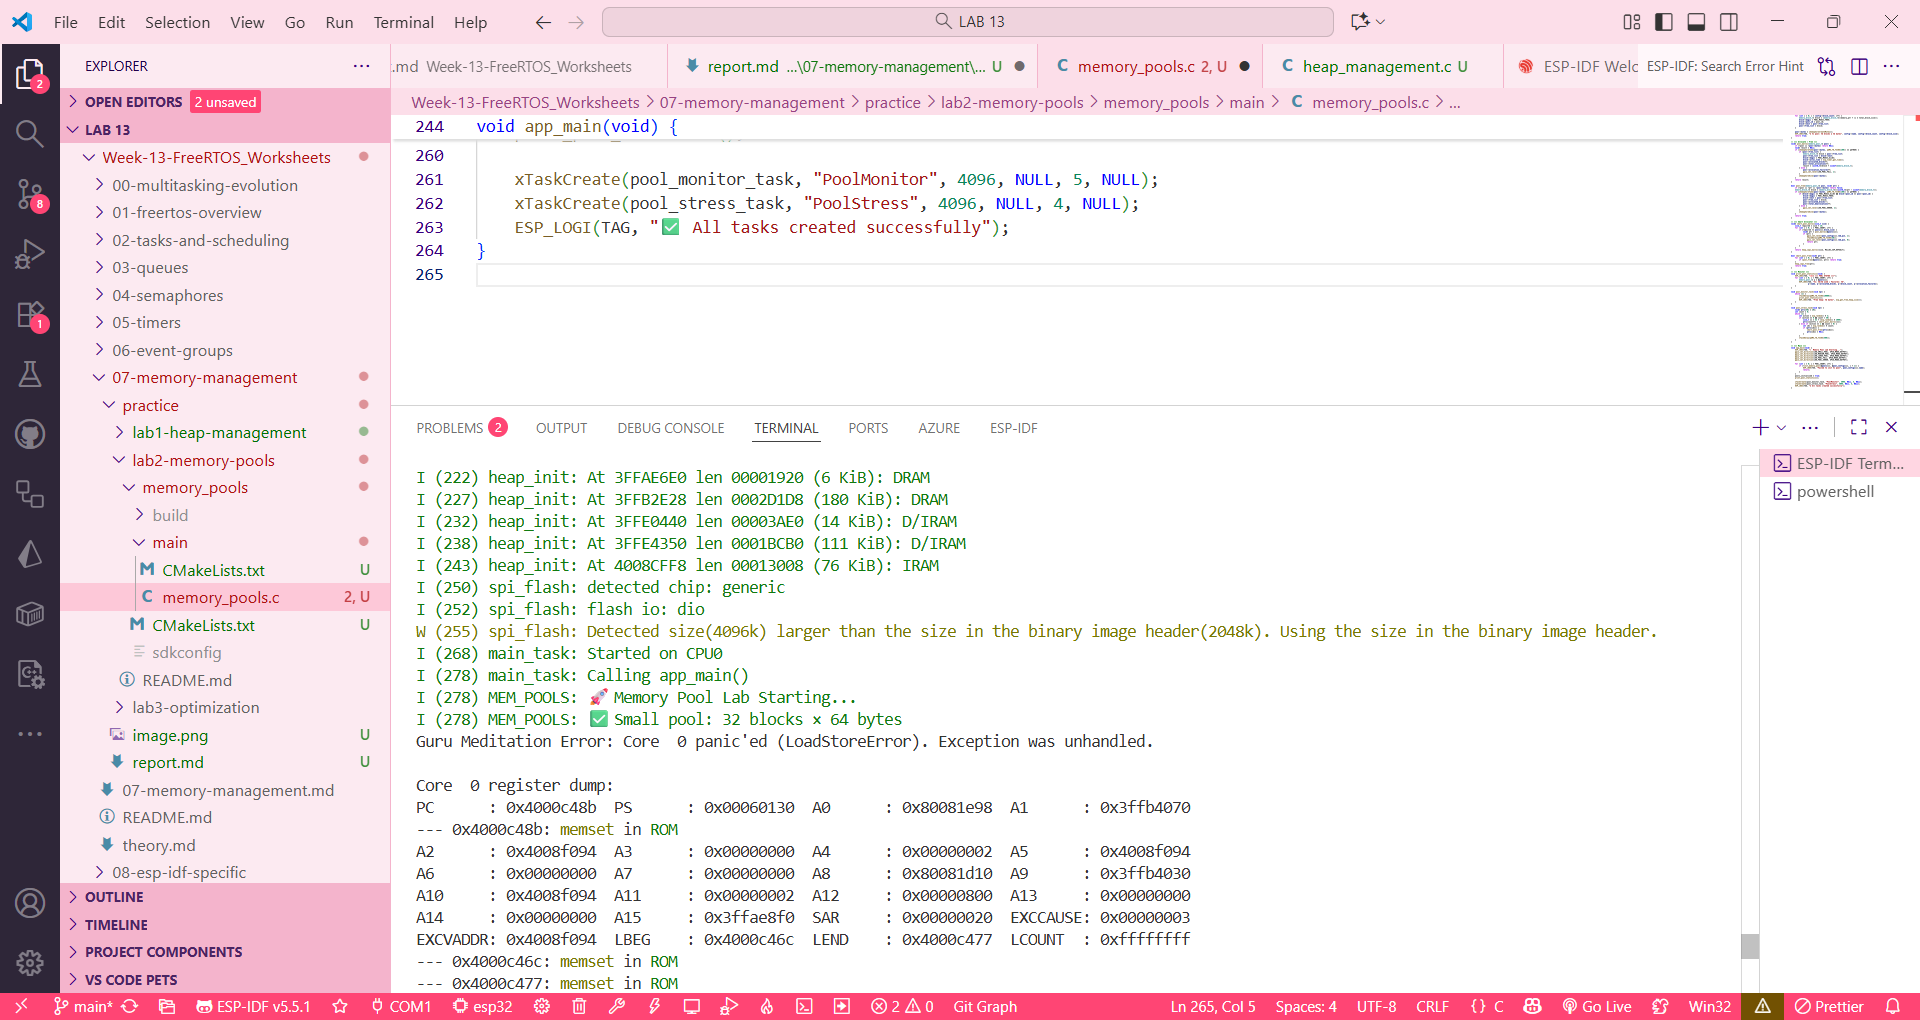 File Edit Selection View Go Run Terminal Help
LAB 13
EXPLORER
.md Week-13-FreeRTOS_Worksheets
report.md ...\07-memory-management\... U
memory_pools.c 2, U
heap_management.c U
ESP-IDF Welc
ESP-IDF: Search Error Hint
Week-13-FreeRTOS_Worksheets > 07-memory-management > practice > lab2-memory-pools > memory_pools > main > C memory_pools.c > ...
OPEN EDITORS 2 unsaved
LAB 13
Week-13-FreeRTOS_Worksheets
00-multitasking-evolution
01-freertos-overview
02-tasks-and-scheduling
03-queues
04-semaphores
05-timers
06-event-groups
07-memory-management
practice
lab1-heap-management
lab2-memory-pools
memory_pools
build
main
CMakeLists.txt U
memory_pools.c 2, U
CMakeLists.txt U
sdkconfig
README.md
lab3-optimization
image.png U
report.md U
07-memory-management.md
README.md
theory.md
08-esp-idf-specific
OUTLINE
TIMELINE
PROJECT COMPONENTS
VS CODE PETS
2
8
1
244 void app_main(void) {
260
261 xTaskCreate(pool_monitor_task, "PoolMonitor", 4096, NULL, 5, NULL);
262 xTaskCreate(pool_stress_task, "PoolStress", 4096, NULL, 4, NULL);
263 ESP_LOGI(TAG, "✅ All tasks created successfully");
264 }
265
PROBLEMS 2 OUTPUT DEBUG CONSOLE TERMINAL PORTS AZURE ESP-IDF
ESP-IDF Term...
powershell
I (222) heap_init: At 3FFAE6E0 len 00001920 (6 KiB): DRAM
I (227) heap_init: At 3FFB2E28 len 0002D1D8 (180 KiB): DRAM
I (232) heap_init: At 3FFE0440 len 00003AE0 (14 KiB): D/IRAM
I (238) heap_init: At 3FFE4350 len 0001BCB0 (111 KiB): D/IRAM
I (243) heap_init: At 4008CFF8 len 00013008 (76 KiB): IRAM
I (250) spi_flash: detected chip: generic
I (252) spi_flash: flash io: dio
W (255) spi_flash: Detected size(4096k) larger than the size in the binary image header(2048k). Using the size in the binary image header.
I (268) main_task: Started on CPU0
I (278) main_task: Calling app_main()
I (278) MEM_POOLS: 🚀 Memory Pool Lab Starting...
I (278) MEM_POOLS: ✅ Small pool: 32 blocks × 64 bytes
Guru Meditation Error: Core  0 panic'ed (LoadStoreError). Exception was unhandled.
Core  0 register dump:
PC : 0x4000c48b PS : 0x00060130 A0 : 0x80081e98 A1 : 0x3ffb4070
--- 0x4000c48b: memset in ROM
A2 : 0x4008f094 A3 : 0x00000000 A4 : 0x00000002 A5 : 0x4008f094
A6 : 0x00000000 A7 : 0x00000000 A8 : 0x80081d10 A9 : 0x3ffb4030
A10 : 0x4008f094 A11 : 0x00000002 A12 : 0x00000800 A13 : 0x00000000
A14 : 0x00000000 A15 : 0x3ffae8f0 SAR : 0x00000020 EXCCAUSE: 0x00000003
EXCVADDR: 0x4008f094 LBEG : 0x4000c46c LEND : 0x4000c477 LCOUNT : 0xffffffff
--- 0x4000c46c: memset in ROM
--- 0x4000c477: memset in ROM
main* ESP-IDF v5.5.1 COM1 esp32 2 0 Git Graph Ln 265, Col 5 Spaces: 4 UTF-8 CRLF {} C Go Live Win32 Prettier